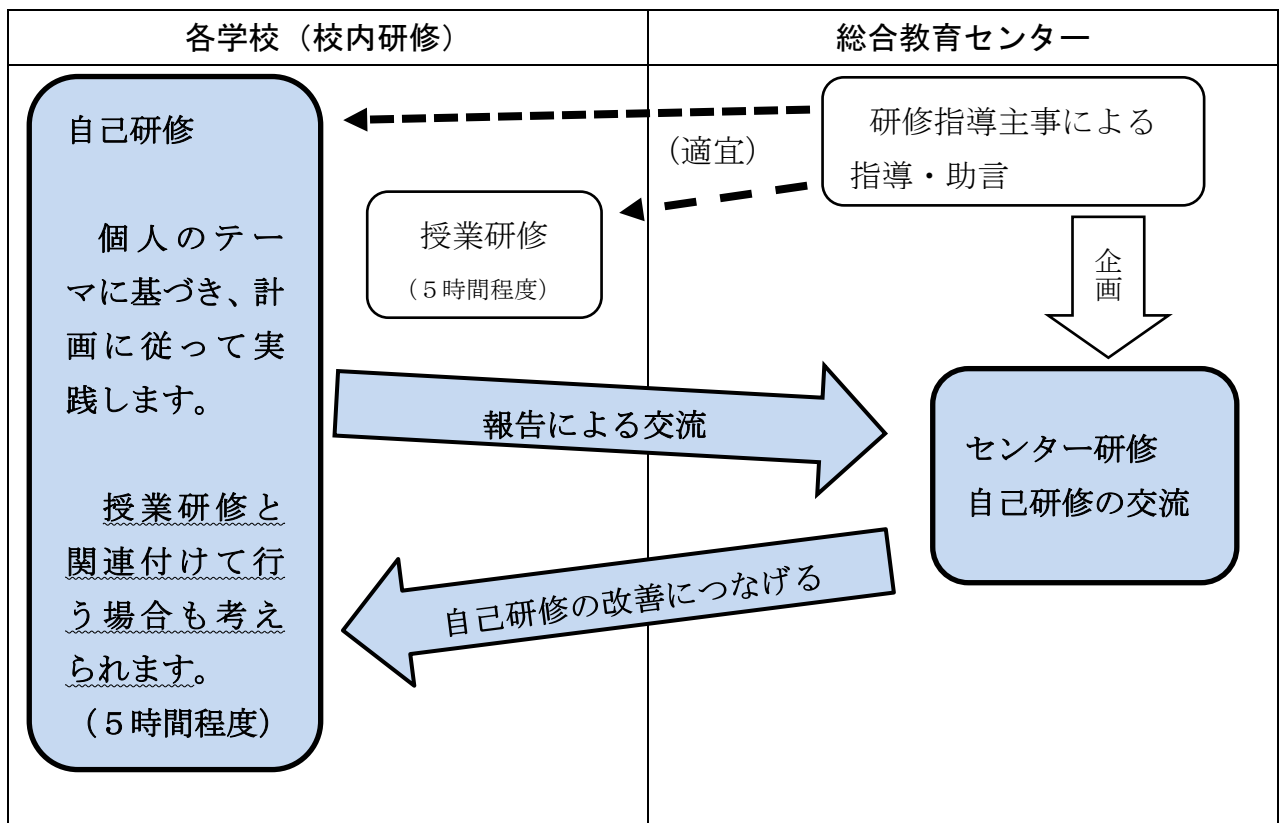 各学校（校内研修）
総合教育センター
自己研修
個人のテー
マに基づき、計
画に従って実
践します。
授業研修と
関連付けて行
う場合も考え
られます。
（５時間程度）
授業研修
（５時間程度）
（適宜）
研修指導主事による
指導・助言
企画
報告による交流
センター研修
自己研修の交流
自己研修の改善につなげる